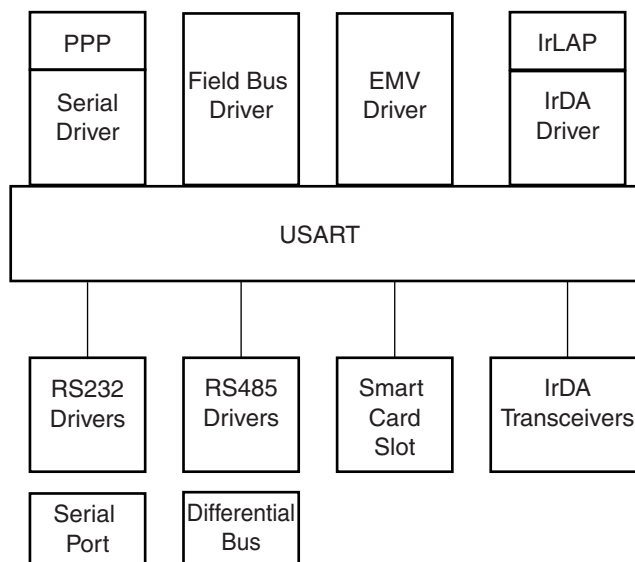 PPP
Serial
Driver
Field Bus
Driver
EMV
Driver
IrLAP
IrDA
Driver
USART
RS232
Drivers
RS485
Drivers
Smart
Card
Slot
IrDA
Transceivers
Serial
Port
Differential
Bus